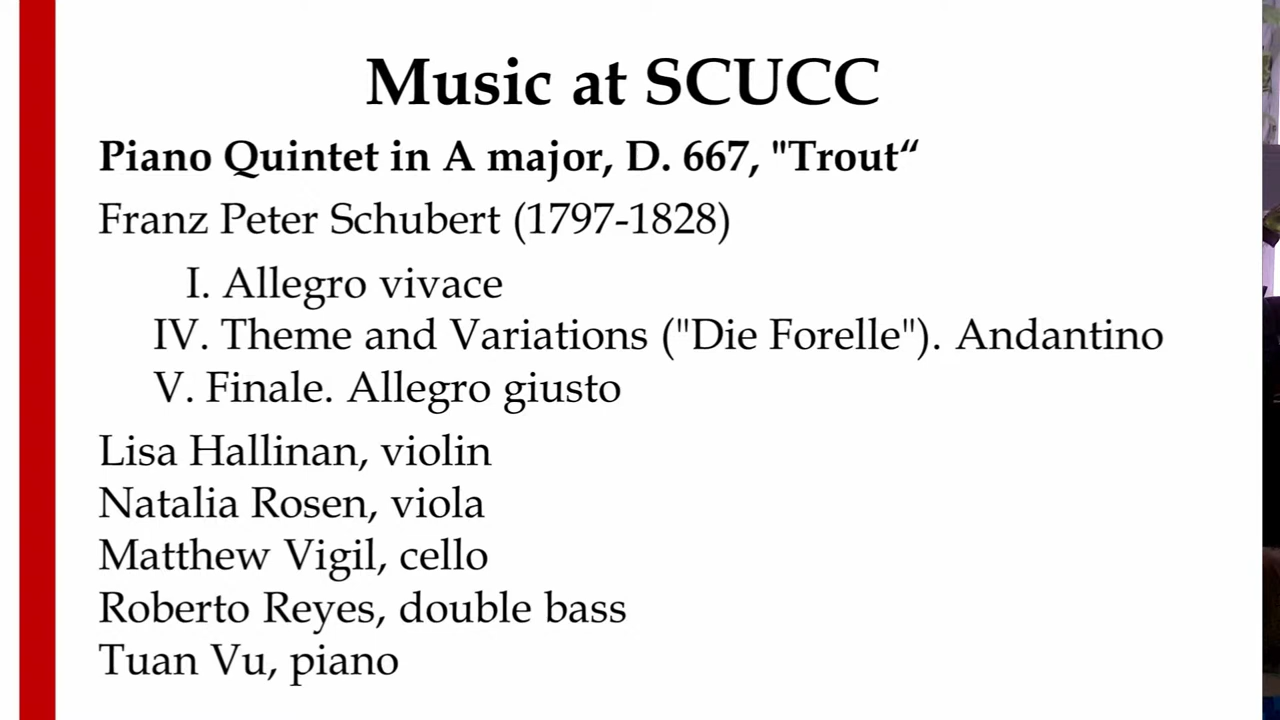 Music at SCUCC
Piano Quintet in A major, D. 667, "Trout“
Franz Peter Schubert (1797-1828)
I. Allegro vivace
IV. Theme and Variations ("Die Forelle"). Andantino
V. Finale. Allegro giusto
Lisa Hallinan, violin
Natalia Rosen, viola
Matthew Vigil, cello
Roberto Reyes, double bass
Tuan Vu, piano